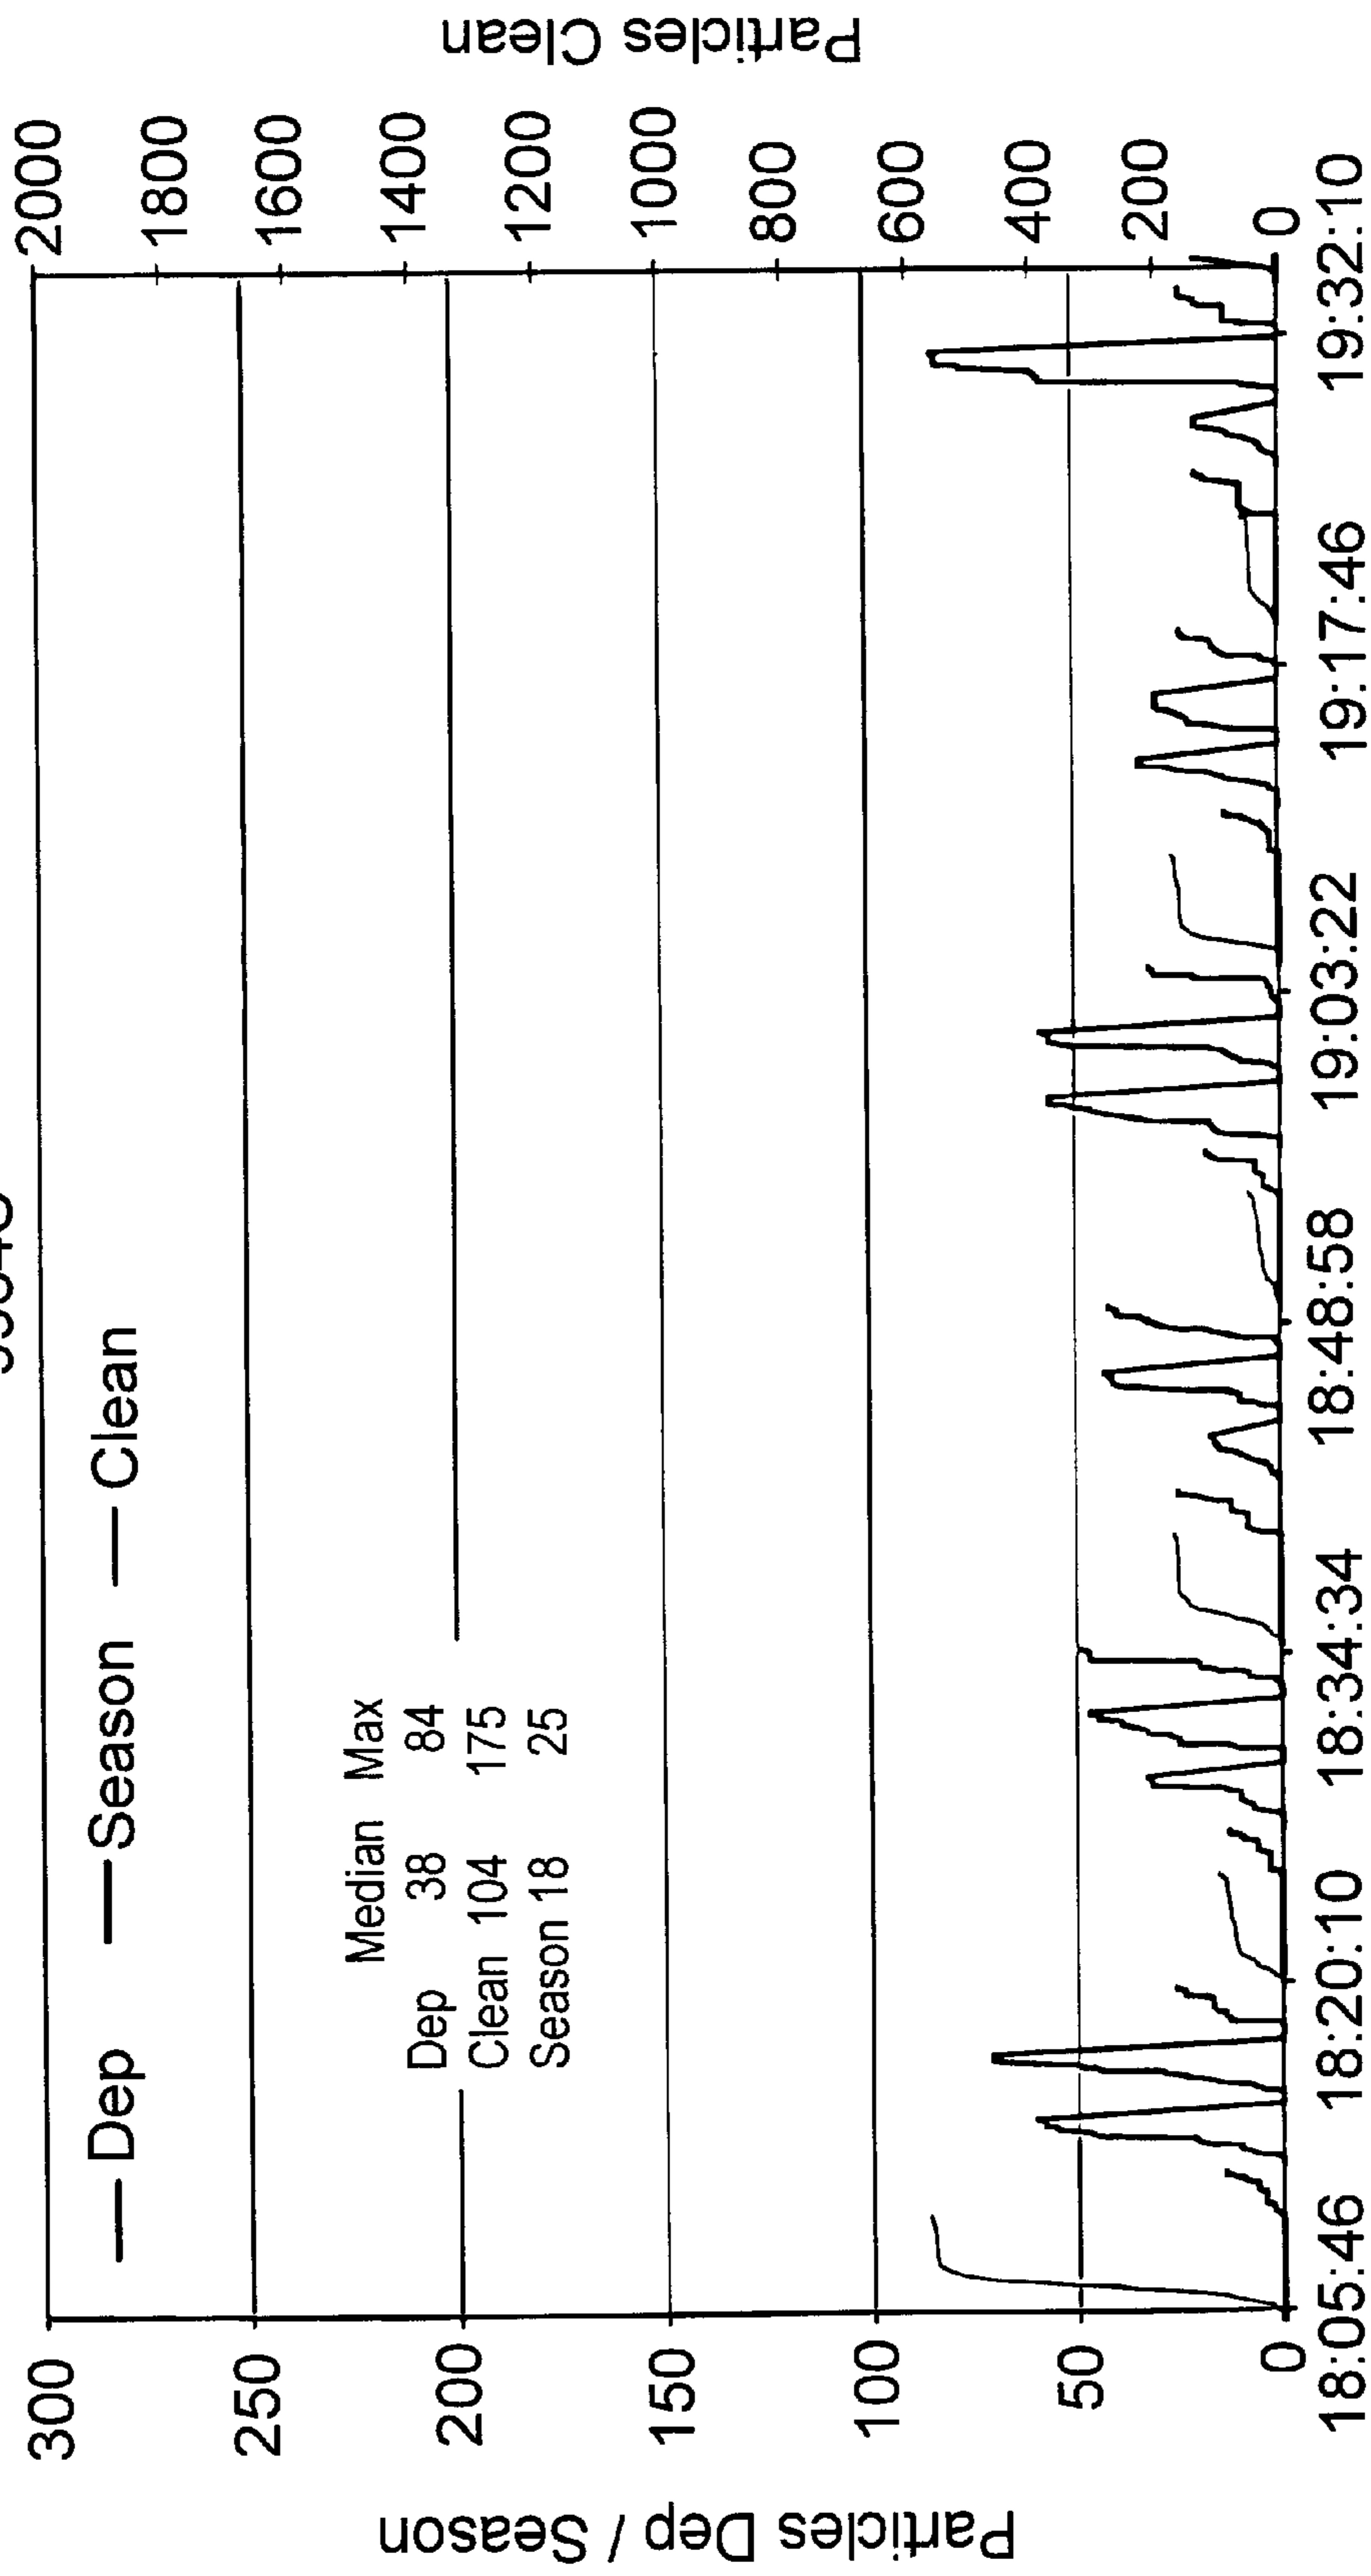 Dep Season Clean
Median Max
Dep 38 84
Clean 104 175
Season 18 25
Particles Dep / Season
300
250
200
150
100
50
0
Particles Clean
2000
1800
1600
1400
1200
1000
800
600
400
200
0
18:05:46 18:20:10 18:34:34 18:48:58 19:03:22 19:17:46 19:32:10